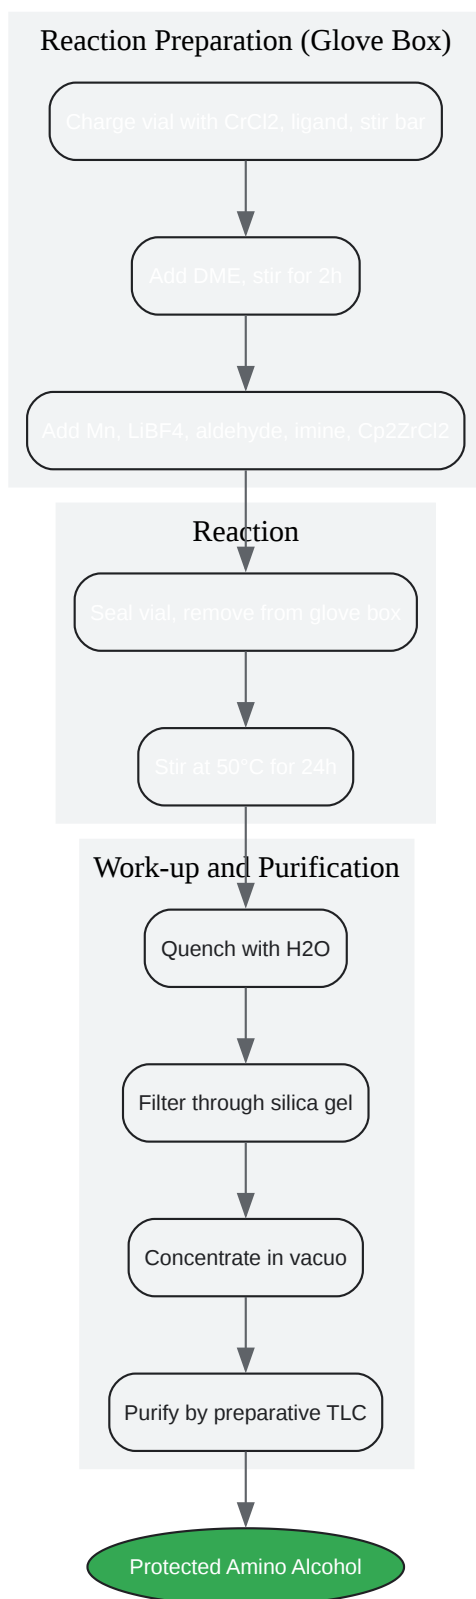 Reaction Preparation (Glove Box)
Charge vial with CrCl2, ligand, stir bar
Add DME, stir for 2h
Add Mn, LiBF4, aldehyde, imine, Cp2ZrCl2
Reaction
Seal vial, remove from glove box
Stir at 50°C for 24h
Work-up and Purification
Quench with H2O
Filter through silica gel
Concentrate in vacuo
Purify by preparative TLC
Protected Amino Alcohol